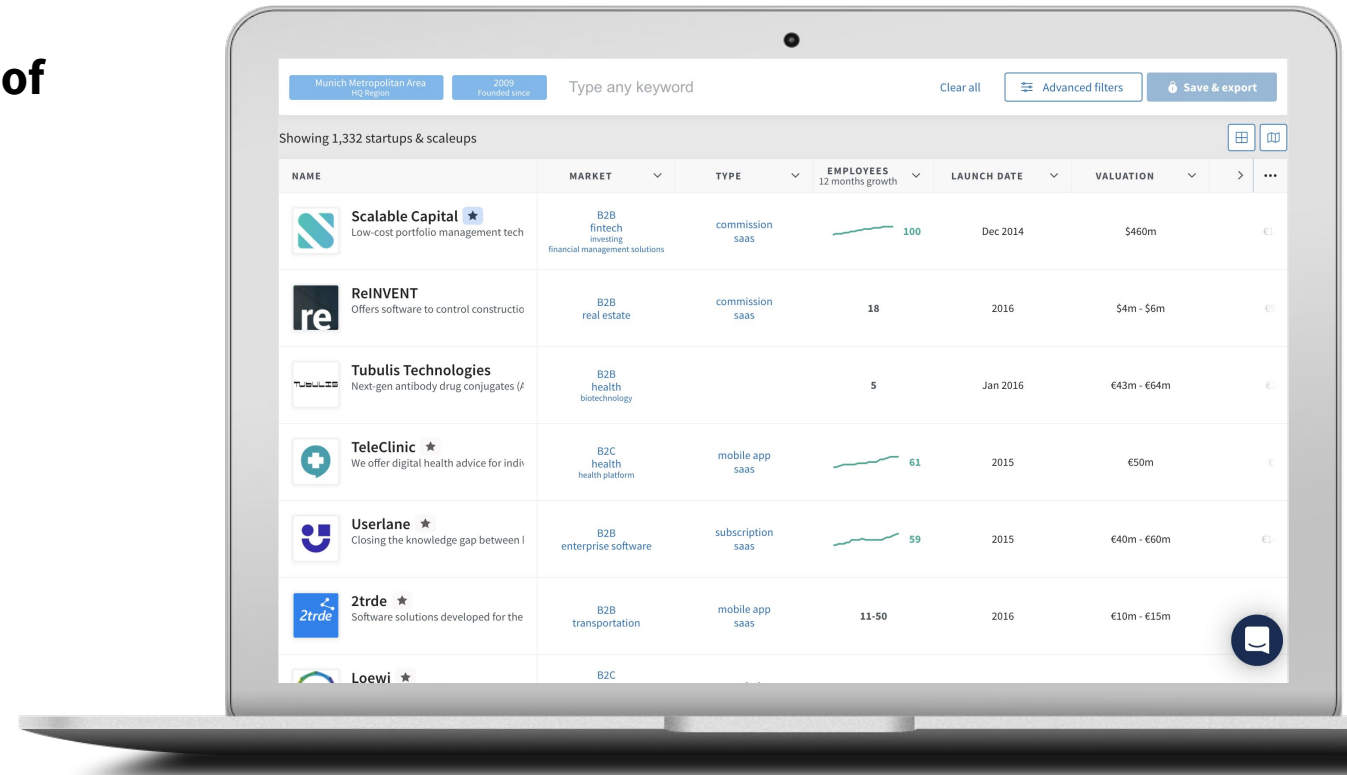 of
Munich Metropolitan Area
HQ Region
2009
Founded since
Type any keyword
Clear all
Advanced filters
Save & export
Showing 1,332 startups & scaleups
NAME
MARKET
TYPE
EMPLOYEES
12 months growth
LAUNCH DATE
VALUATION
Scalable Capital
Low-cost portfolio management tech
B2B
fintech
investing
financial management solutions
commission
saas
100
Dec 2014
$460m
re
ReINVENT
Offers software to control constructio
B2B
real estate
commission
saas
18
2016
$4m - $6m
TUBULIS
Tubulis Technologies
Next-gen antibody drug conjugates (A
B2B
health
biotechnology
5
Jan 2016
€43m - €64m
TeleClinic
We offer digital health advice for indiv
B2C
health
health platform
mobile app
saas
61
2015
€50m
Userlane
Closing the knowledge gap between
B2B
enterprise software
subscription
saas
59
2015
€40m - €60m
2trde
2trde
Software solutions developed for the
B2B
transportation
mobile app
saas
11-50
2016
€10m - €15m
Loewi
B2C